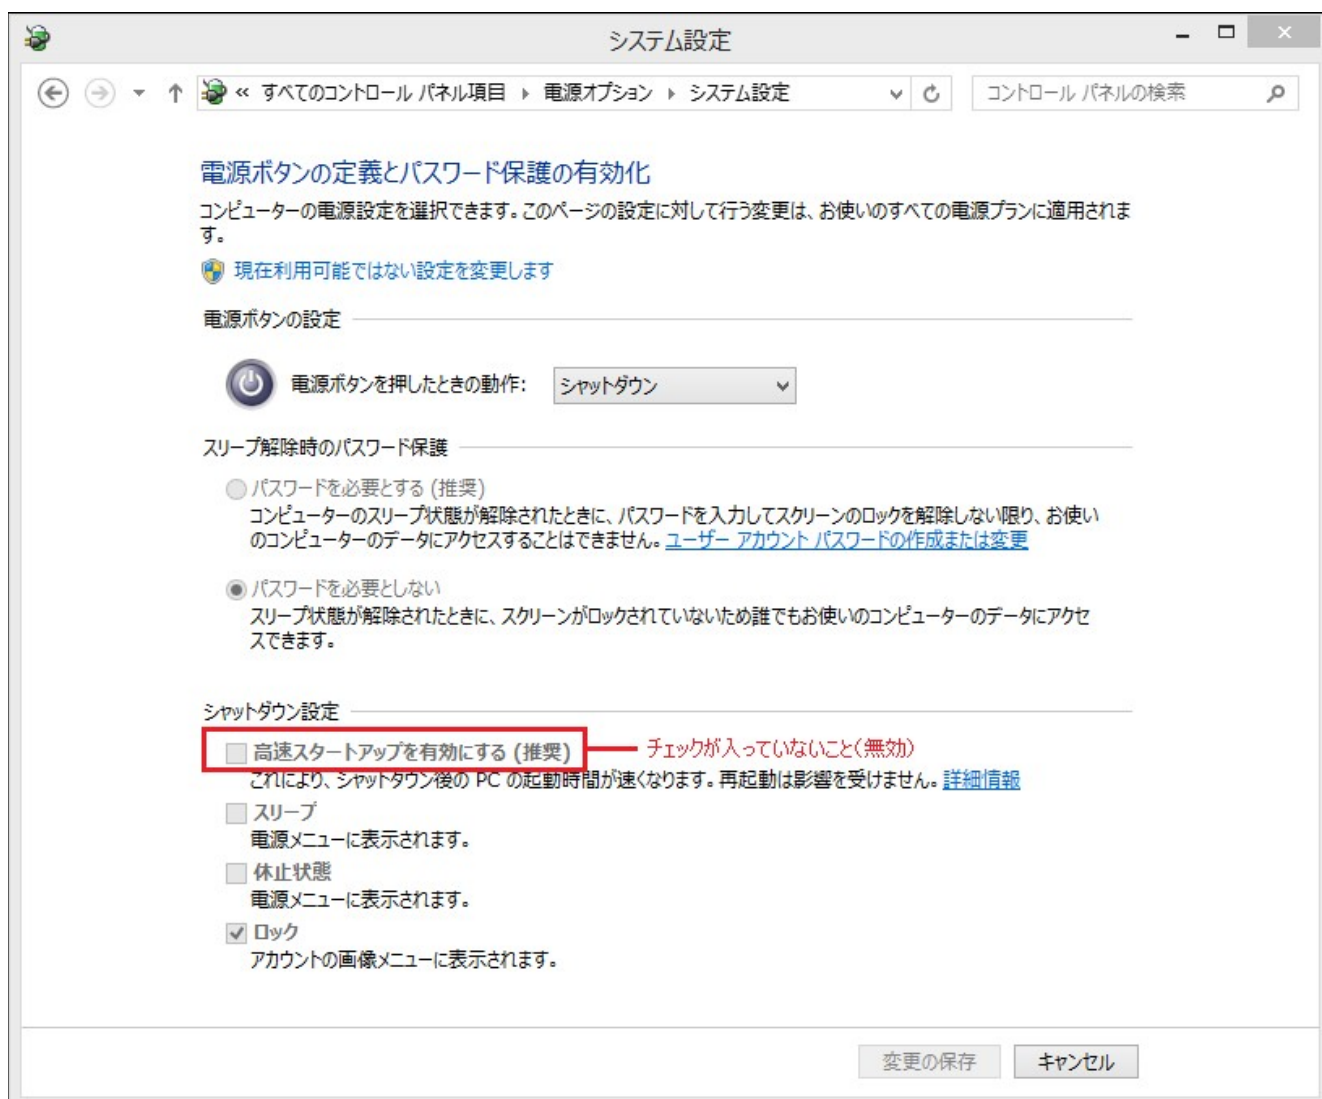 システム設定
« すべてのコントロール パネル項目 ▸ 電源オプション ▸ システム設定
コントロール パネルの検索
電源ボタンの定義とパスワード保護の有効化
コンピューターの電源設定を選択できます。このページの設定に対して行う変更は、お使いのすべての電源プランに適用されま
す。
現在利用可能ではない設定を変更します
電源ボタンの設定
電源ボタンを押したときの動作: シャットダウン
スリープ解除時のパスワード保護
パスワードを必要とする (推奨)
コンピューターのスリープ状態が解除されたときに、パスワードを入力してスクリーンのロックを解除しない限り、お使い
のコンピューターのデータにアクセスすることはできません。ユーザー アカウント パスワードの作成または変更
パスワードを必要としない
スリープ状態が解除されたときに、スクリーンがロックされていないため誰でもお使いのコンピューターのデータにアクセ
スできます。
シャットダウン設定
高速スタートアップを有効にする (推奨) チェックが入っていないこと(無効)
これにより、シャットダウン後の PC の起動時間が速くなります。再起動は影響を受けません。詳細情報
スリープ
電源メニューに表示されます。
休止状態
電源メニューに表示されます。
ロック
アカウントの画像メニューに表示されます。
変更の保存 キャンセル